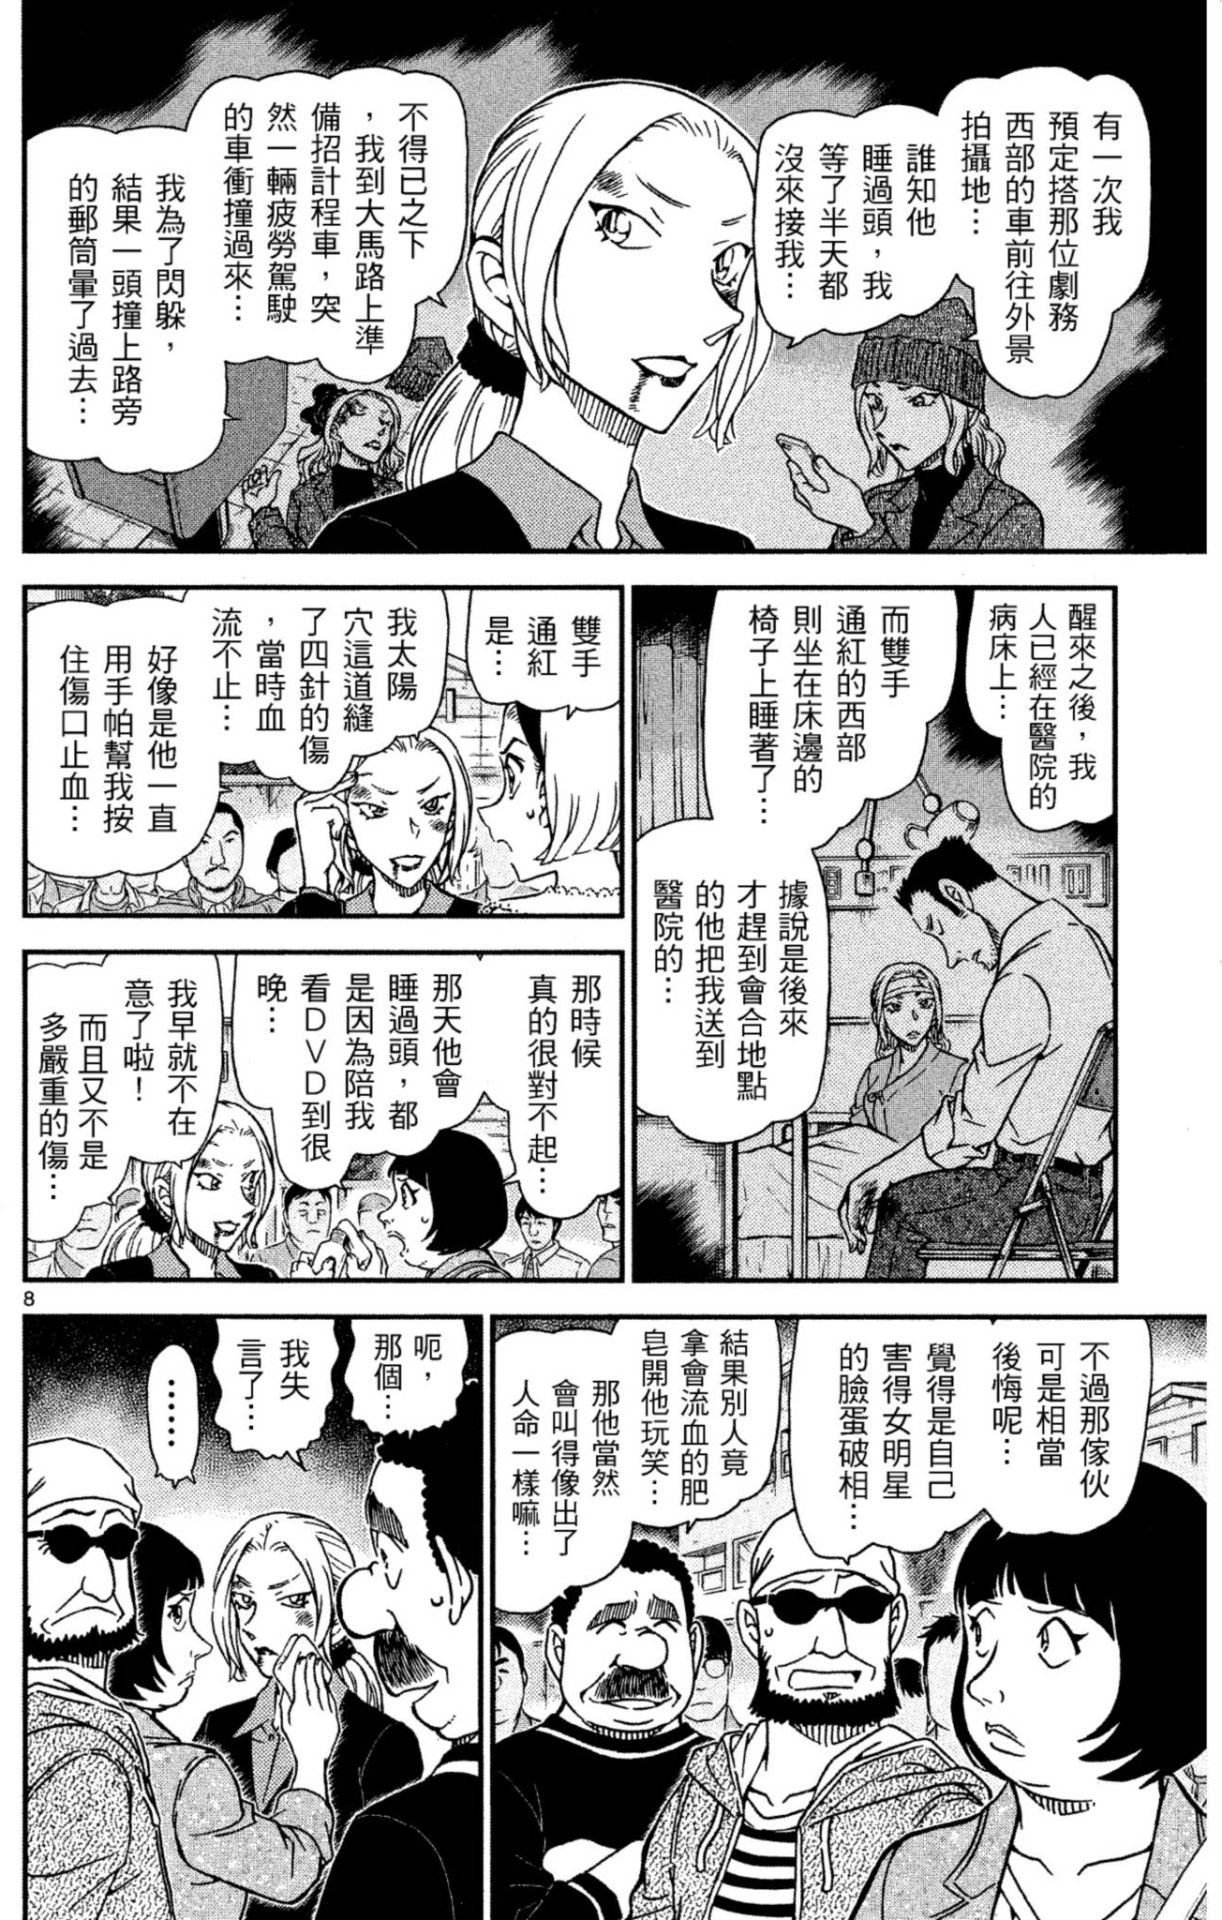 有一次我
預定搭那位劇務
西部的車前往外景
拍攝地…
誰知他
睡過頭，我
等了半天都
沒來接我…
不得已之下
，我到大馬路上準
備招計程車，突
然一輛疲勞駕駛
的車衝撞過來…
我為了閃躲，
結果一頭撞上路旁
的郵筒暈了過去…
醒來之後，我
人已經在醫院的
病床上…
而雙手
通紅的西部
則坐在床邊的
椅子上睡著了…
據說是後來
才趕到會合地點
的他把我送到
醫院的…
雙手
通紅
是…
我太陽
穴這道縫
了四針的傷
，當時血
流不止…
好像是他一直
用手帕幫我按
住傷口止血…
那時候
真的很對不起…
那天他會
睡過頭，都
是因為陪我
看DVD到很
晚…
我早就不在
意了啦！
而且又不是
多嚴重的傷…
8
不過那傢伙
可是相當
後悔呢…
覺得是自己
害得女明星
的臉蛋破相…
結果別人竟
拿會流血的肥
皂開他玩笑…
那他當然
會叫得像出了
人命一樣嘛…
呃，
那個…
我失
言了…
……